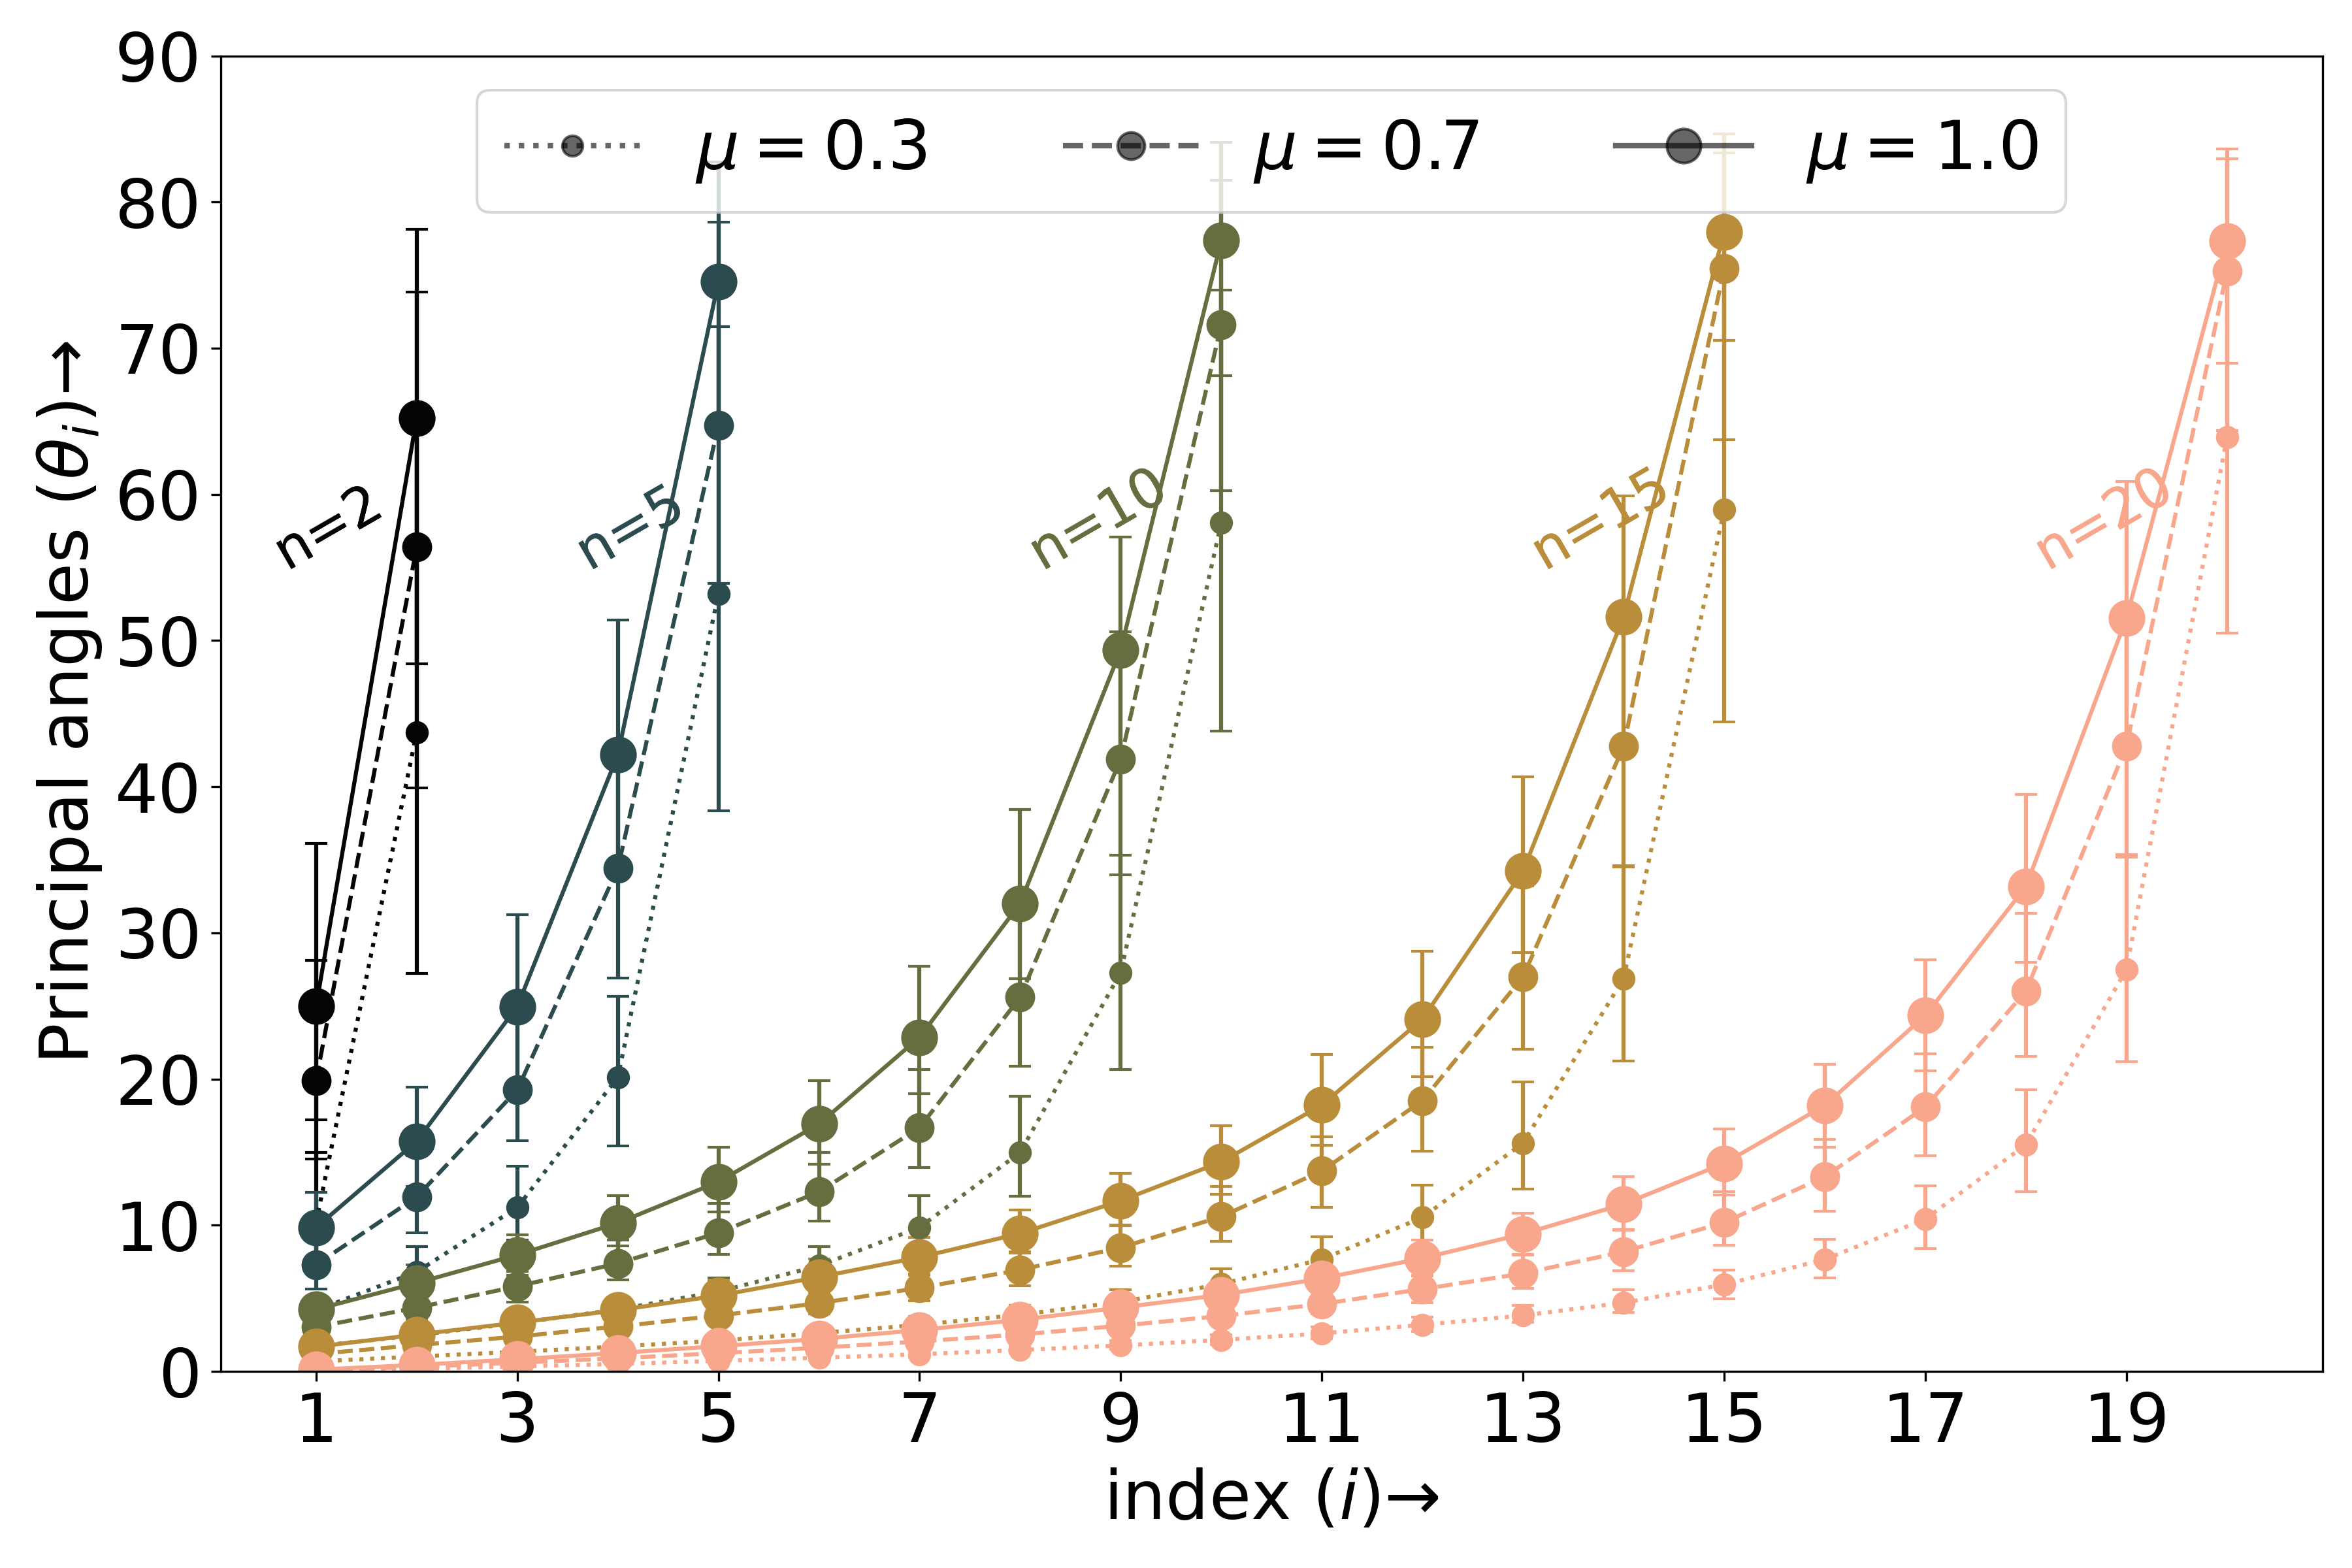 90
80
70
60
50
40
30
20
10
0
Principal angles (θᵢ)→
μ = 0.3
μ = 0.7
μ = 1.0
n=2
n=5
n=10
n=15
n=20
1 3 5 7 9 11 13 15 17 19
index (i)→